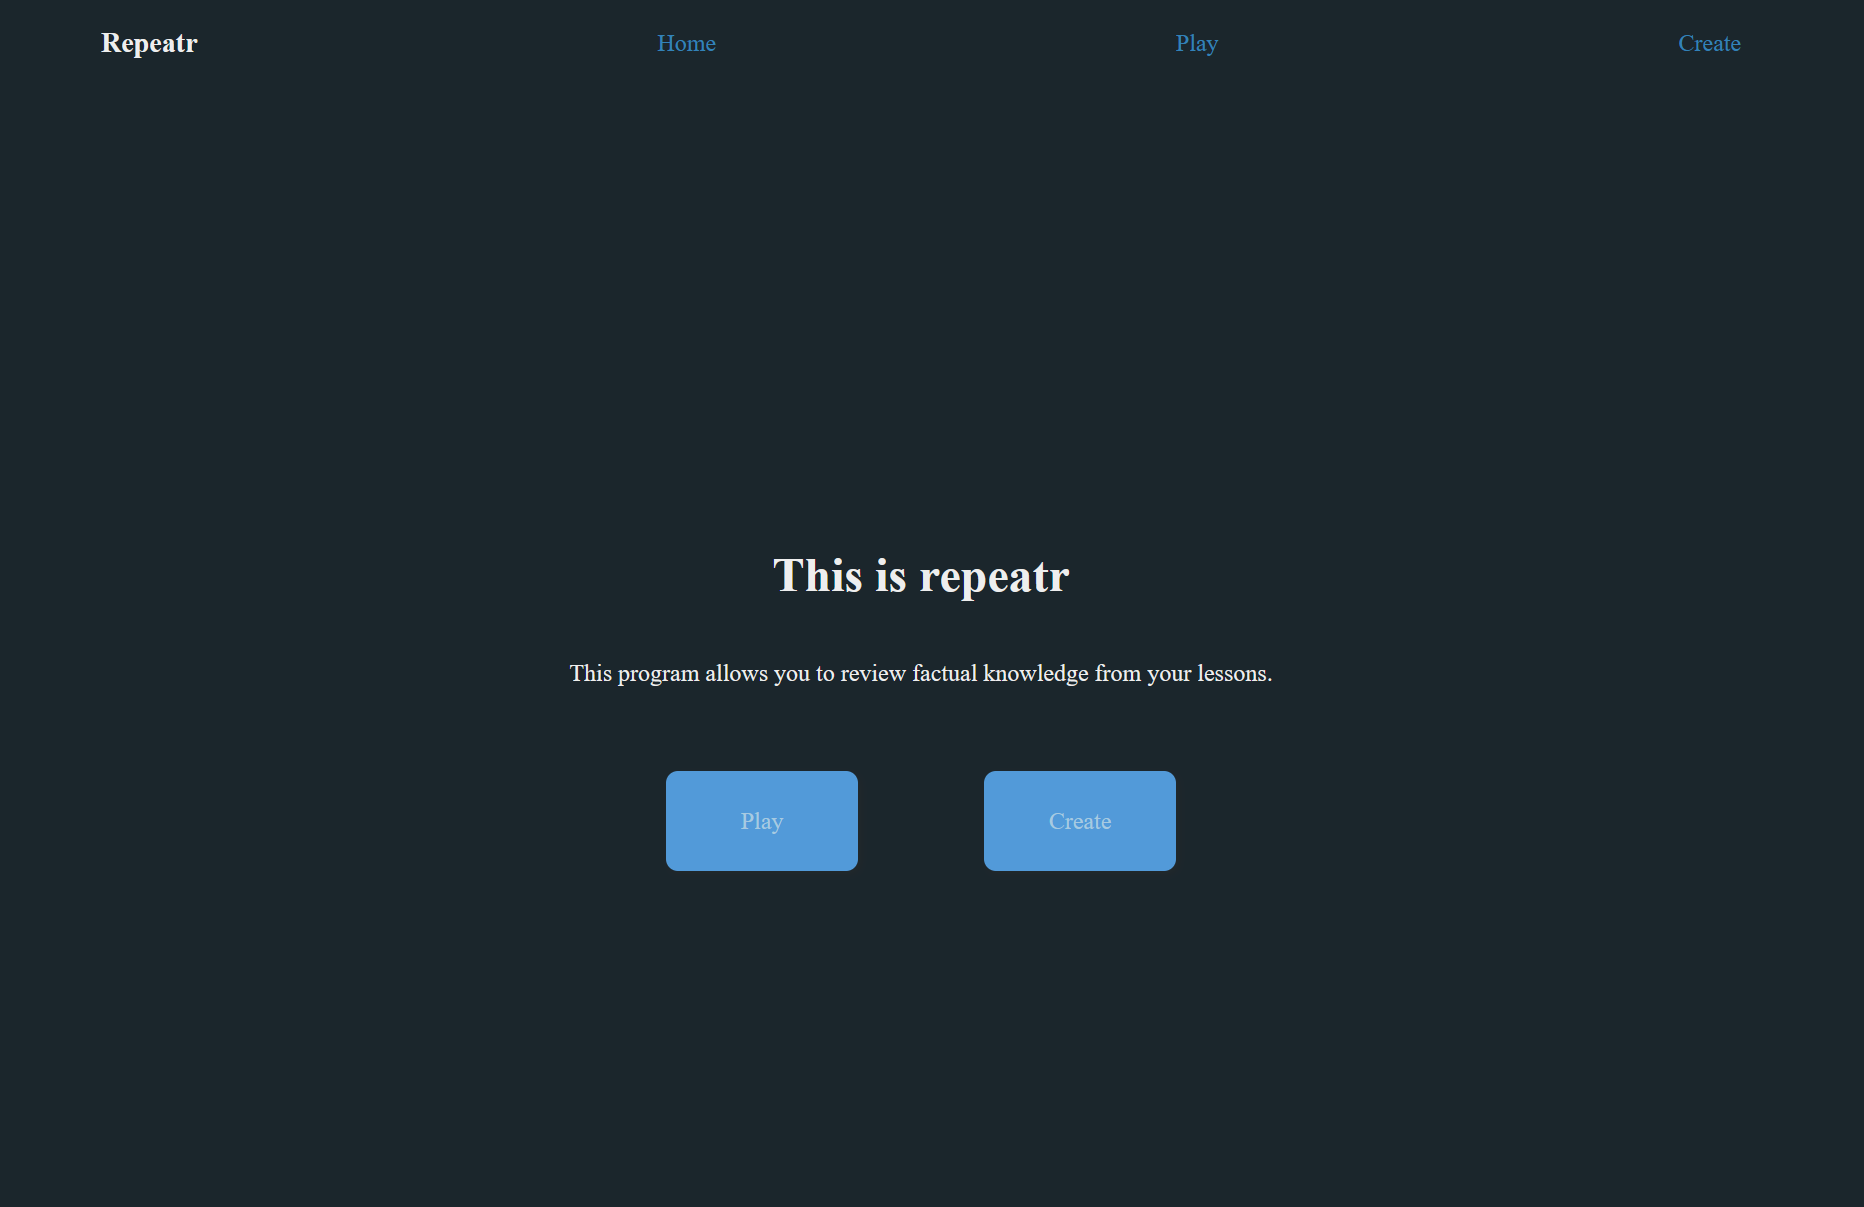 Repeatr Home Play Create
This is repeatr
This program allows you to review factual knowledge from your lessons.
Play Create